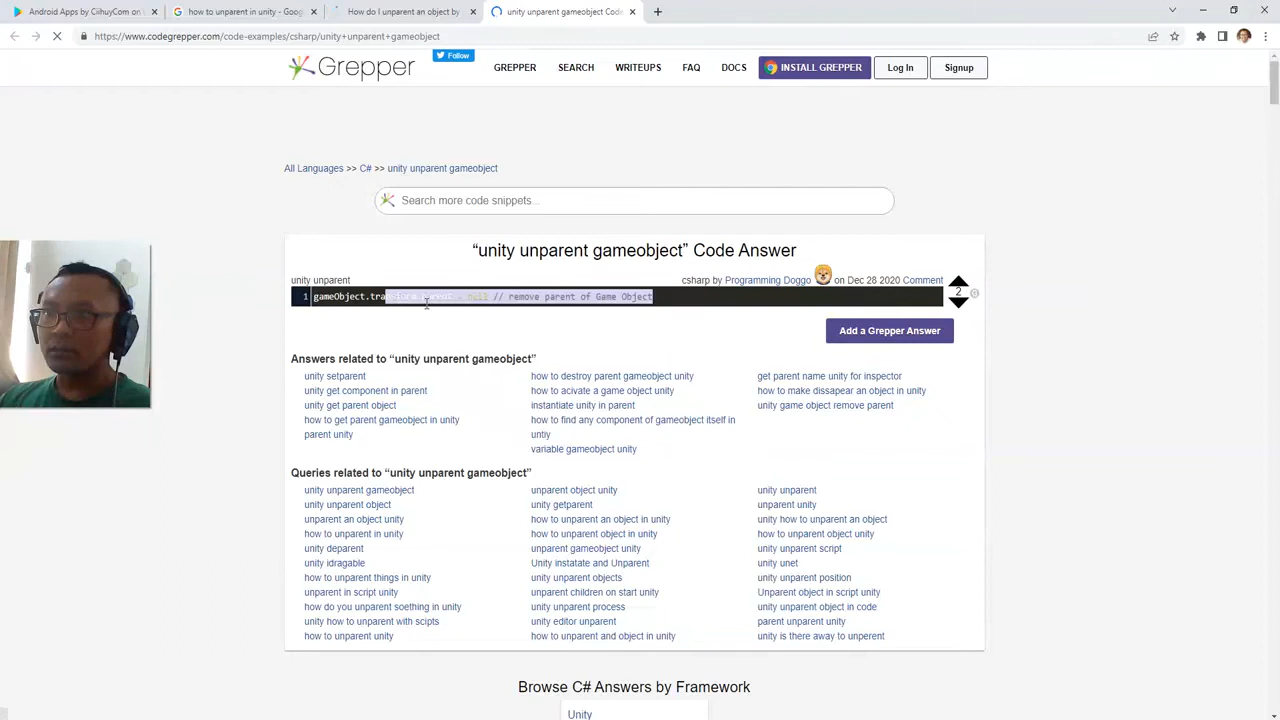 Android Apps by CiihuyCom on
how to unparent in unity - Goog
How do I unparent an object by
unity unparent gameobject Code
https://www.codegrepper.com/code-examples/csharp/unity+unparent+gameobject
Follow
Grepper
GREPPER
SEARCH
WRITEUPS
FAQ
DOCS
INSTALL GREPPER
Log In
Signup
All Languages >> C# >> unity unparent gameobject
Search more code snippets...
“unity unparent gameobject” Code Answer
unity unparent
csharp by Programming Doggo on Dec 28 2020 Comment
1 gameObject.transform.parent = null // remove parent of Game Object
2
Add a Grepper Answer
Answers related to “unity unparent gameobject”
unity setparent
unity get component in parent
unity get parent object
how to get parent gameobject in unity
parent unity
how to destroy parent gameobject unity
how to acivate a game object unity
instantiate unity in parent
how to find any component of gameobject itself in
untiy
variable gameobject unity
get parent name unity for inspector
how to make dissapear an object in unity
unity game object remove parent
Queries related to “unity unparent gameobject”
unity unparent gameobject
unity unparent object
unparent an object unity
how to unparent in unity
unity deparent
unity idragable
how to unparent things in unity
unparent in script unity
how do you unparent soething in unity
unity how to unparent with scipts
how to unparent unity
unparent object unity
unity getparent
how to unparent an object in unity
how to unparent object in unity
unparent gameobject unity
Unity instatate and Unparent
unity unparent objects
unparent children on start unity
unity unparent process
unity editor unparent
how to unparent and object in unity
unity unparent
unparent unity
unity how to unparent an object
how to unparent object unity
unity unparent script
unity unet
unity unparent position
Unparent object in script unity
unity unparent object in code
parent unparent unity
unity is there away to unperent
Browse C# Answers by Framework
Unity